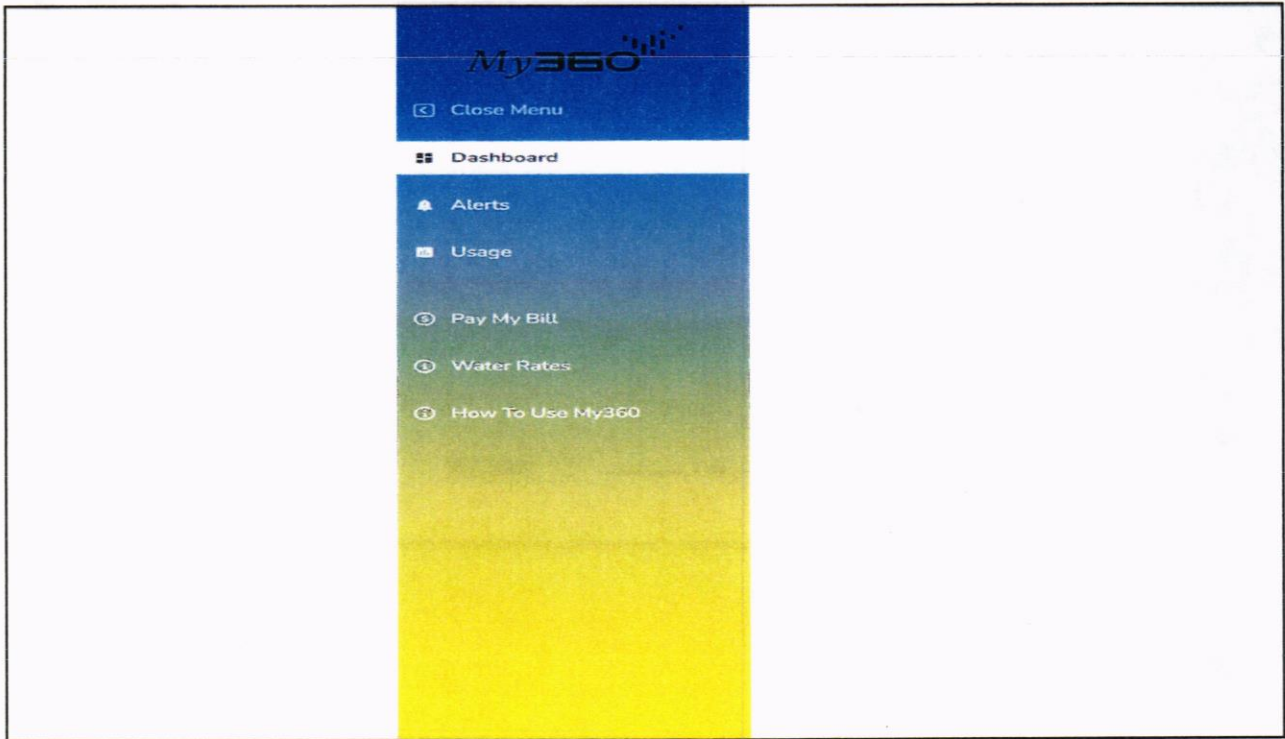 My360
Close Menu
Dashboard
Alerts
Usage
Pay My Bill
Water Rates
How To Use My360